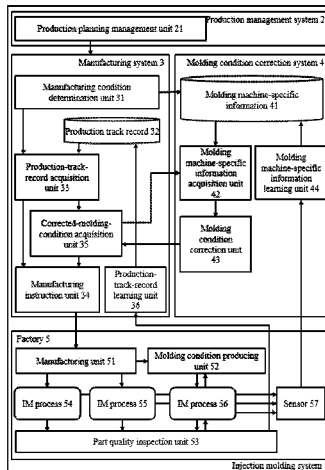 Production management system 2
Production planning management unit 21
Manufacturing system 3
Molding condition correction system 4
Manufacturing condition
determination unit 31
Molding machine-specific
information 41
Production track record 32
Production-track-
record acquisition
unit 33
Molding
machine-specific
information
acquisition unit
42
Molding
machine-specific
information learning
unit 44
Corrected-molding-
condition acquisition
unit 35
Molding
condition
correction unit
43
Manufacturing
instruction unit 34
Production-
track-record
learning unit
36
Factory 5
Manufacturing unit 51
Molding condition producing
unit 52
IM process 54
IM process 55
IM process 56
Sensor 57
Part quality inspection unit 53
Injection molding system